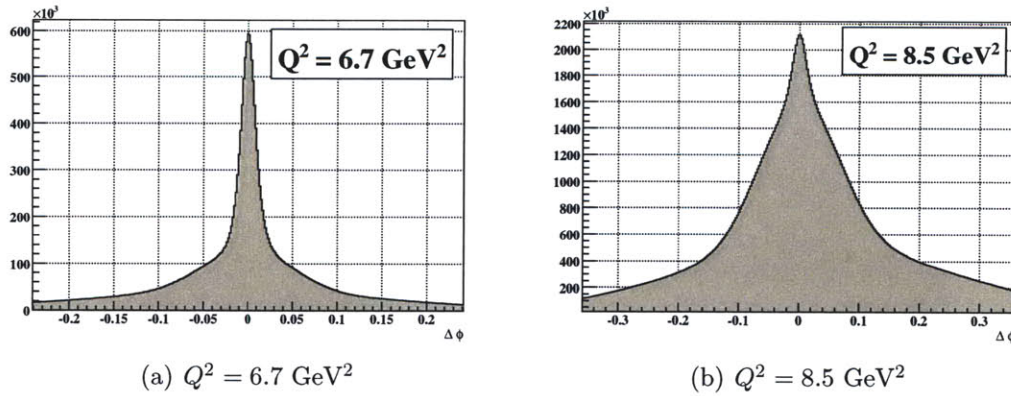 ×10³
600
500
400
300
200
100
0
-0.2 -0.15 -0.1 -0.05 0 0.05 0.1 0.15 0.2
Δ ϕ
Q² = 6.7 GeV²
(a) Q² = 6.7 GeV²
×10³
2200
2000
1800
1600
1400
1200
1000
800
600
400
200
-0.3 -0.2 -0.1 0 0.1 0.2 0.3
Δ ϕ
Q² = 8.5 GeV²
(b) Q² = 8.5 GeV²